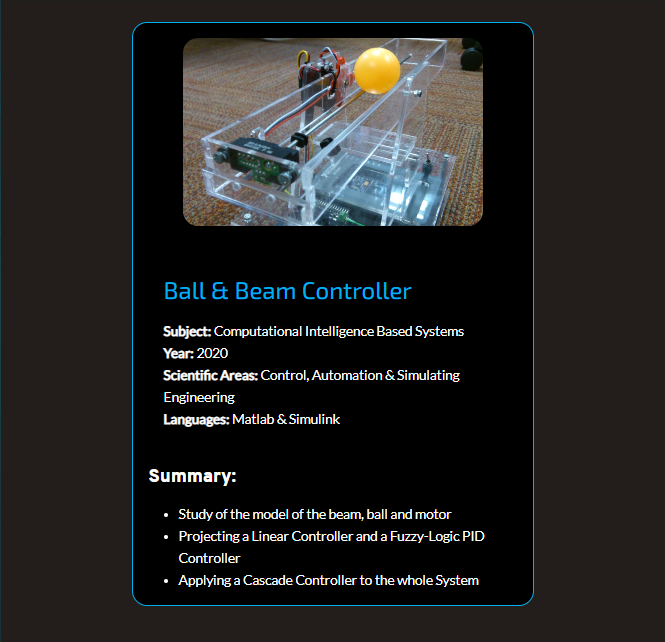 Ball & Beam Controller
Subject: Computational Intelligence Based Systems
Year: 2020
Scientific Areas: Control, Automation & Simulating
Engineering
Languages: Matlab & Simulink
Summary:
• Study of the model of the beam, ball and motor
• Projecting a Linear Controller and a Fuzzy-Logic PID
Controller
• Applying a Cascade Controller to the whole System